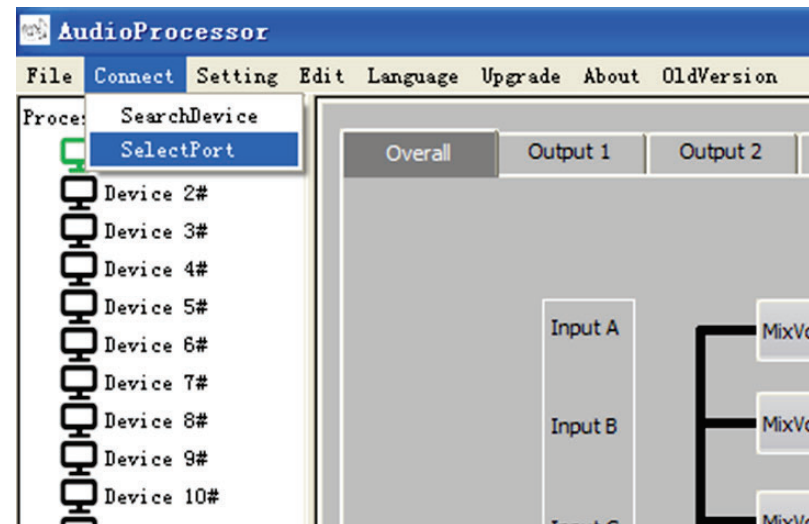 AudioProcessor
File Connect Setting Edit Language Upgrade About OldVersion
SearchDevice
SelectPort
Overall Output 1 Output 2
Device 2#
Device 3#
Device 4#
Device 5#
Device 6#
Device 7#
Device 8#
Device 9#
Device 10#
Input A
Input B